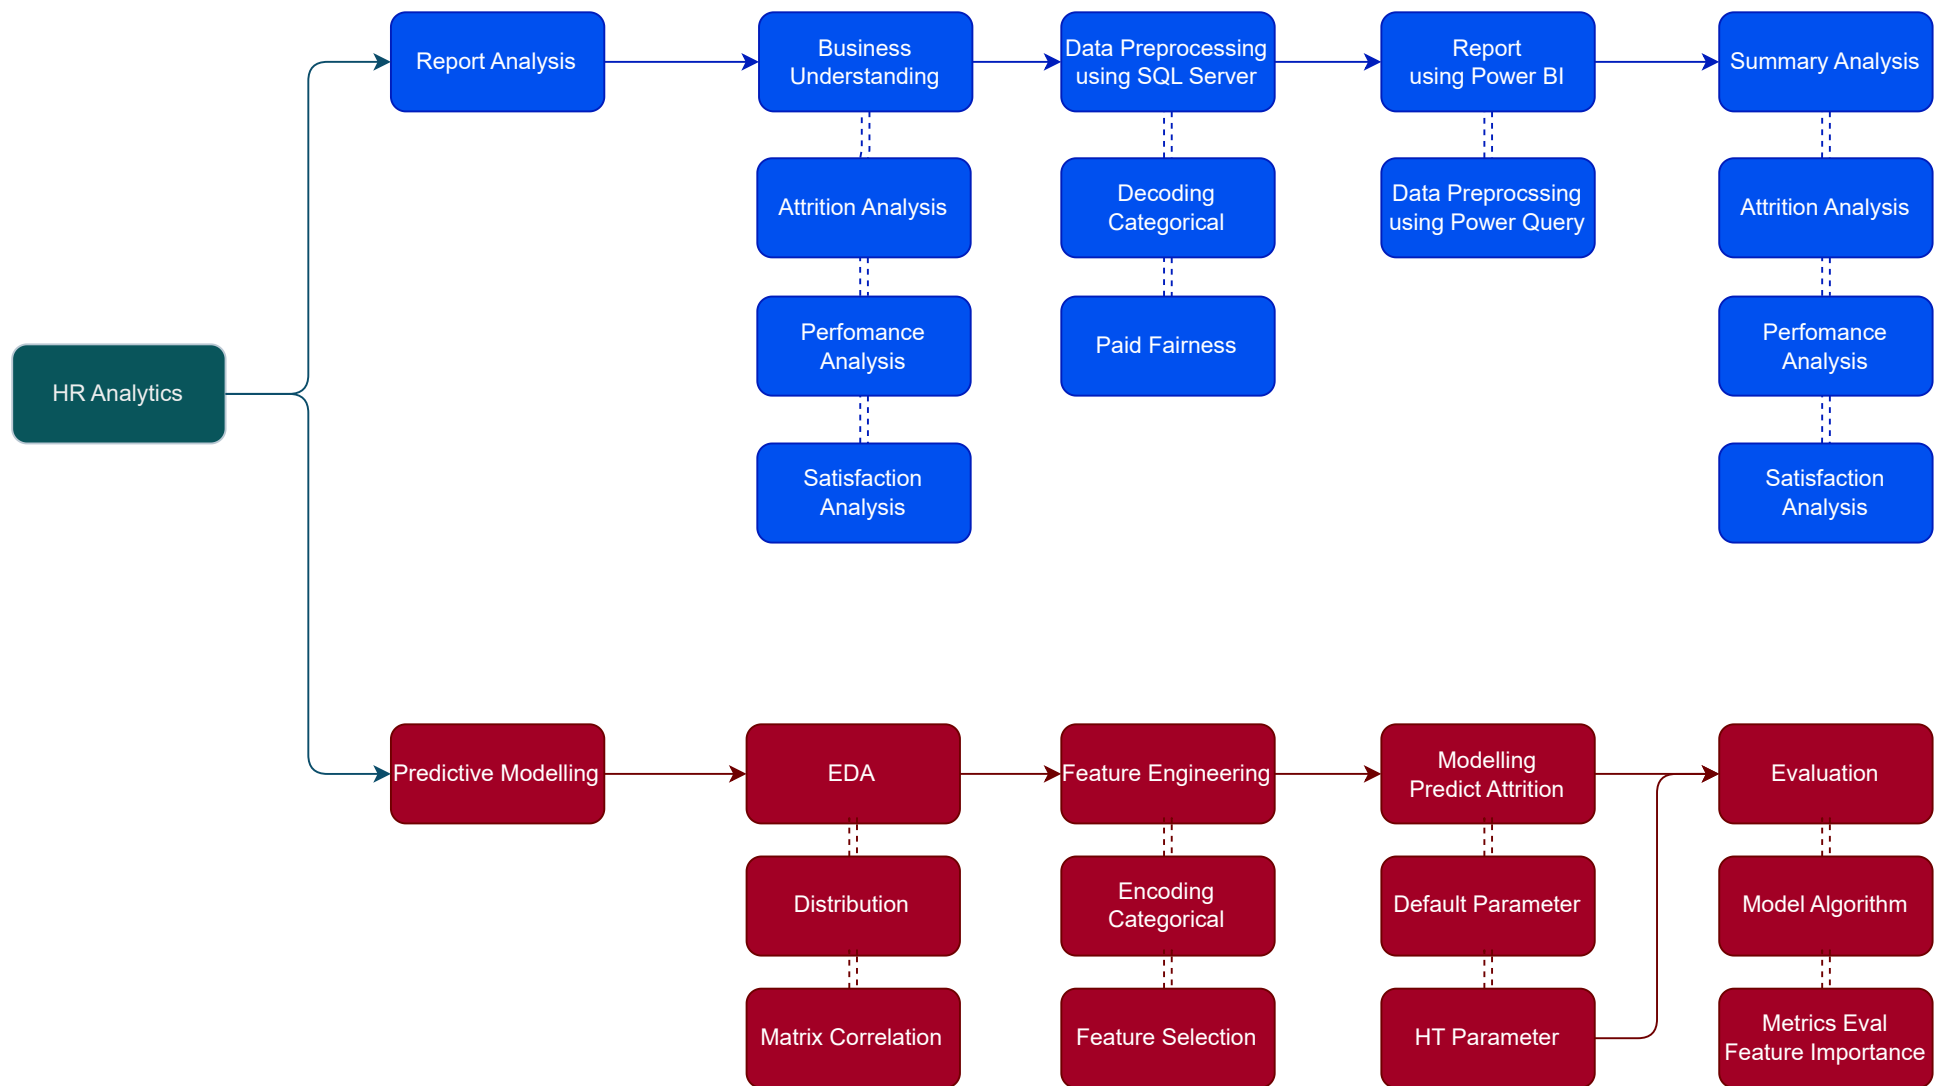 Report Analysis
Business
Understanding
Data Preprocessing
using SQL Server
Report
using Power BI
Summary Analysis
Attrition Analysis
Decoding
Categorical
Data Preprocssing
using Power Query
Attrition Analysis
Perfomance
Analysis
Paid Fairness
Perfomance
Analysis
HR Analytics
Satisfaction
Analysis
Satisfaction
Analysis
Predictive Modelling
EDA
Feature Engineering
Modelling
Predict Attrition
Evaluation
Distribution
Encoding
Categorical
Default Parameter
Model Algorithm
Matrix Correlation
Feature Selection
HT Parameter
Metrics Eval
Feature Importance